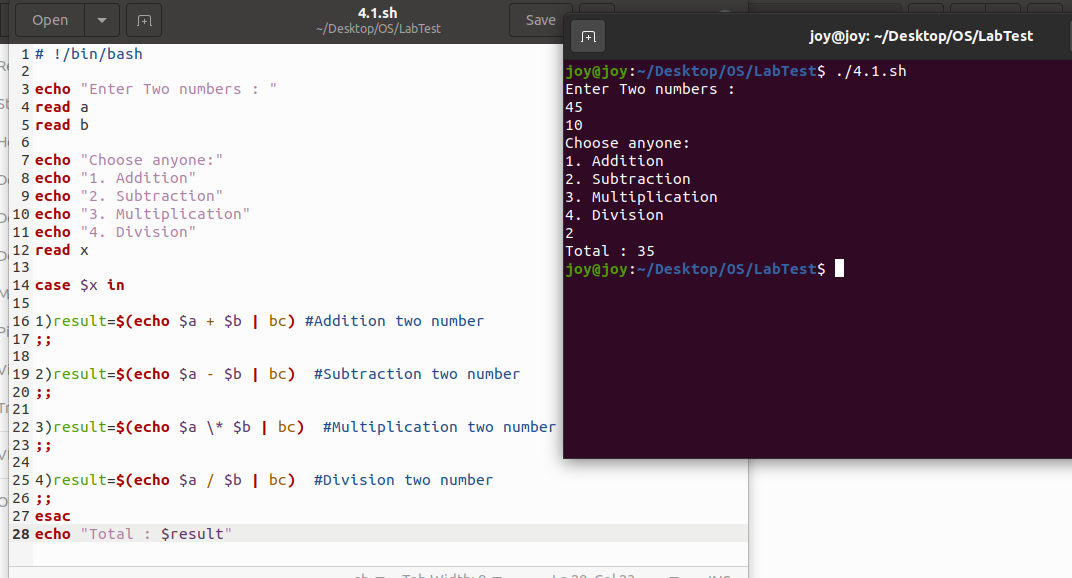 Open
4.1.sh
~/Desktop/OS/LabTest
Save
1 # !/bin/bash
2
3 echo "Enter Two numbers : "
4 read a
5 read b
6
7 echo "Choose anyone:"
8 echo "1. Addition"
9 echo "2. Subtraction"
10 echo "3. Multiplication"
11 echo "4. Division"
12 read x
13
14 case $x in
15
16 1)result=$(echo $a + $b | bc) #Addition two number
17 ;;
18
19 2)result=$(echo $a - $b | bc)  #Subtraction two number
20 ;;
21
22 3)result=$(echo $a \* $b | bc)  #Multiplication two number
23 ;;
24
25 4)result=$(echo $a / $b | bc)  #Division two number
26 ;;
27 esac
28 echo "Total : $result"
joy@joy: ~/Desktop/OS/LabTest
joy@joy:~/Desktop/OS/LabTest$ ./4.1.sh
Enter Two numbers :
45
10
Choose anyone:
1. Addition
2. Subtraction
3. Multiplication
4. Division
2
Total : 35
joy@joy:~/Desktop/OS/LabTest$